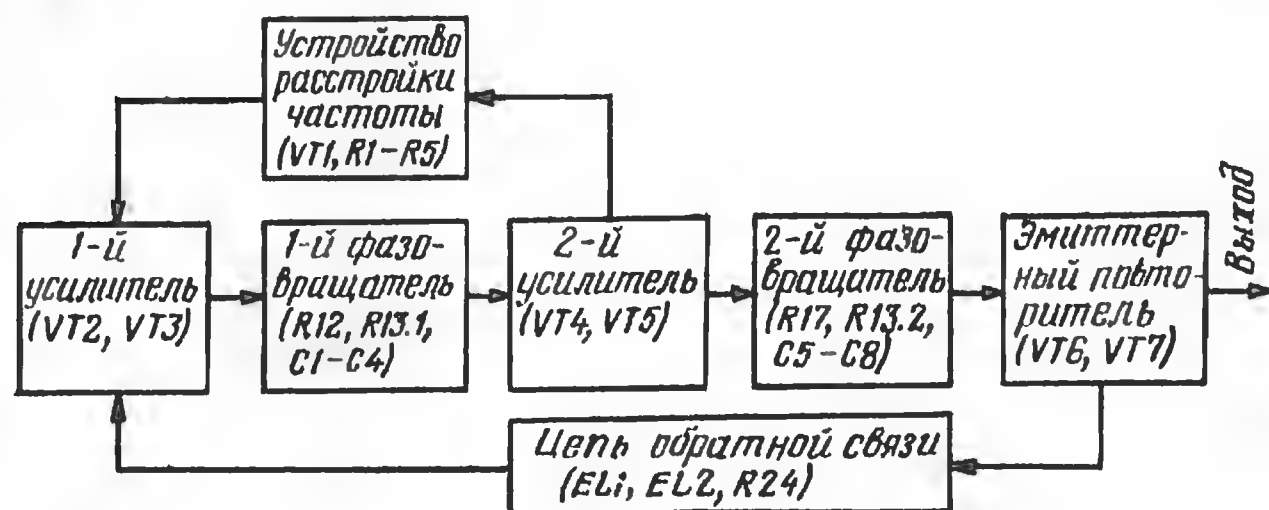 Устройство
расстройки
частоты
(VT1, R1-R5)
1-й
усилитель
(VT2, VT3)
1-й фазо-
вращатель
(R12, R13.1,
C1-C4)
2-й
усилитель
(VT4, VT5)
2-й фазо-
вращатель
(R17, R13.2,
C5-C8)
Эмиттер-
ный повто-
ритель
(VT6, VT7)
Выход
Цепь обратной связи
(EL1, EL2, R24)